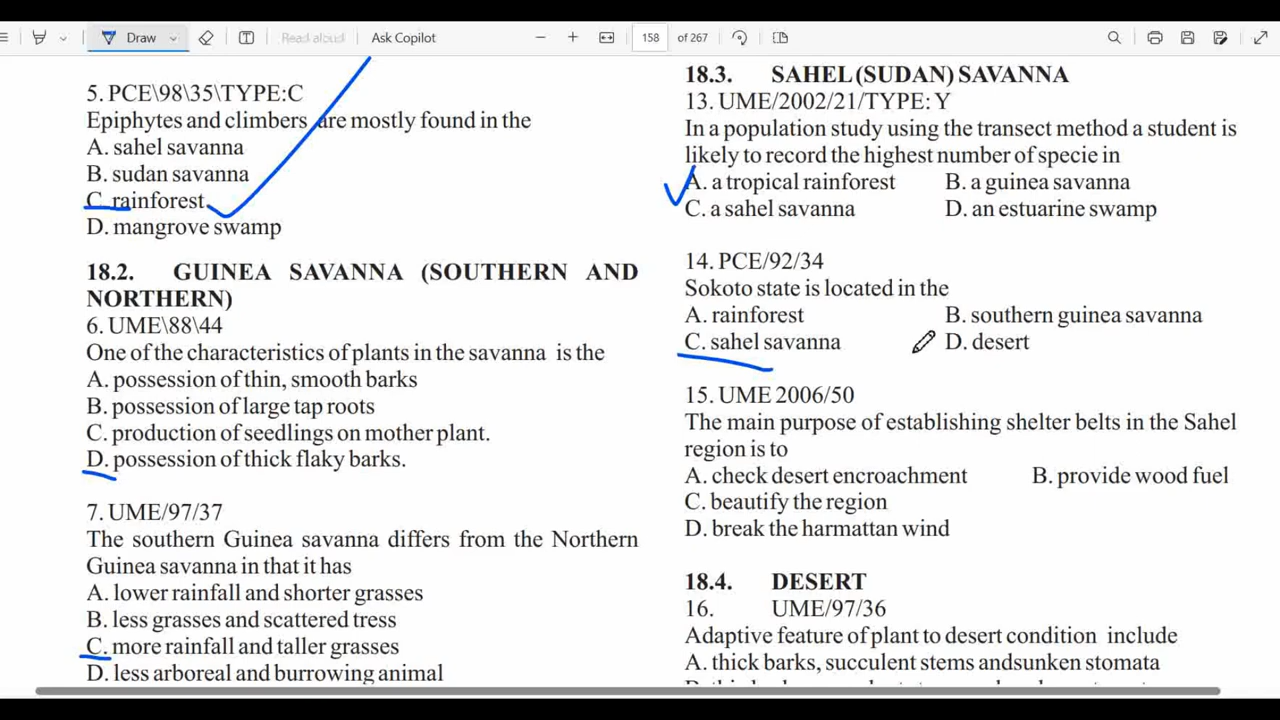 Draw
Read aloud
Ask Copilot
158
of 267
5. PCE\98\35\TYPE:C
Epiphytes and climbers are mostly found in the
A. sahel savanna
B. sudan savanna
C. rainforest
D. mangrove swamp
18.2. GUINEA SAVANNA (SOUTHERN AND
NORTHERN)
6. UME\88\44
One of the characteristics of plants in the savanna is the
A. possession of thin, smooth barks
B. possession of large tap roots
C. production of seedlings on mother plant.
D. possession of thick flaky barks.
7. UME/97/37
The southern Guinea savanna differs from the Northern
Guinea savanna in that it has
A. lower rainfall and shorter grasses
B. less grasses and scattered tress
C. more rainfall and taller grasses
D. less arboreal and burrowing animal
18.3. SAHEL (SUDAN) SAVANNA
13. UME/2002/21/TYPE: Y
In a population study using the transect method a student is
likely to record the highest number of specie in
A. a tropical rainforest B. a guinea savanna
C. a sahel savanna D. an estuarine swamp
14. PCE/92/34
Sokoto state is located in the
A. rainforest B. southern guinea savanna
C. sahel savanna D. desert
15. UME 2006/50
The main purpose of establishing shelter belts in the Sahel
region is to
A. check desert encroachment B. provide wood fuel
C. beautify the region
D. break the harmattan wind
18.4. DESERT
16. UME/97/36
Adaptive feature of plant to desert condition include
A. thick barks, succulent stems andsunken stomata